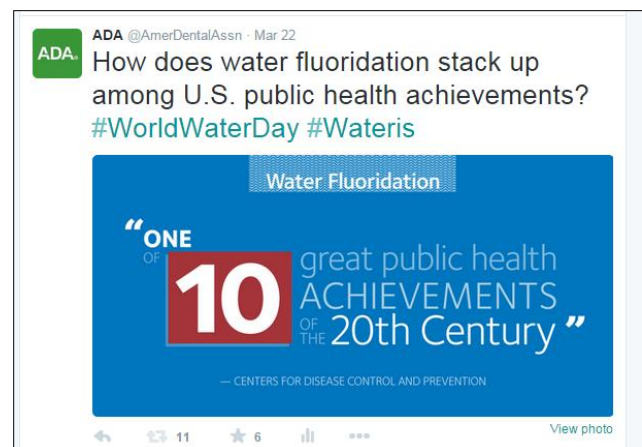 ADA @AmerDentalAssn · Mar 22
ADA.
How does water fluoridation stack up
among U.S. public health achievements?
#WorldWaterDay #Wateris
Water Fluoridation
“ONE
OF
10
great public health
ACHIEVEMENTS
OF THE 20th Century”
— CENTERS FOR DISEASE CONTROL AND PREVENTION
11 6
View photo